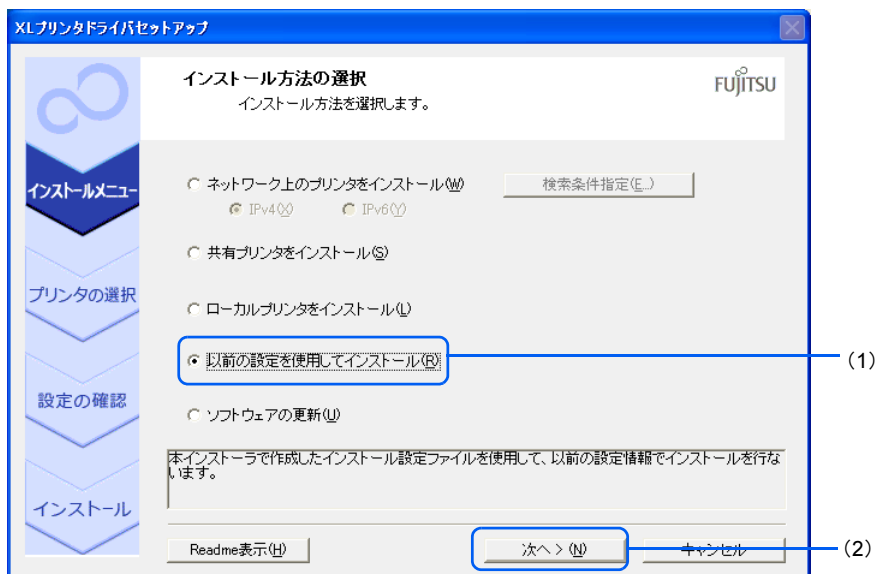 XLプリンタドライバセットアップ
インストール方法の選択
インストール方法を選択します。
FUJITSU
インストールメニュー
プリンタの選択
設定の確認
インストール
ネットワーク上のプリンタをインストール(W)
検索条件指定(E...)
IPv4(X) IPv6(Y)
共有プリンタをインストール(S)
ローカルプリンタをインストール(L)
以前の設定を使用してインストール(R)
(1)
ソフトウェアの更新(U)
本インストーラで作成したインストール設定ファイルを使用して、以前の設定情報でインストールを行な
います。
Readme表示(H) 次へ > (N) キャンセル
(2)